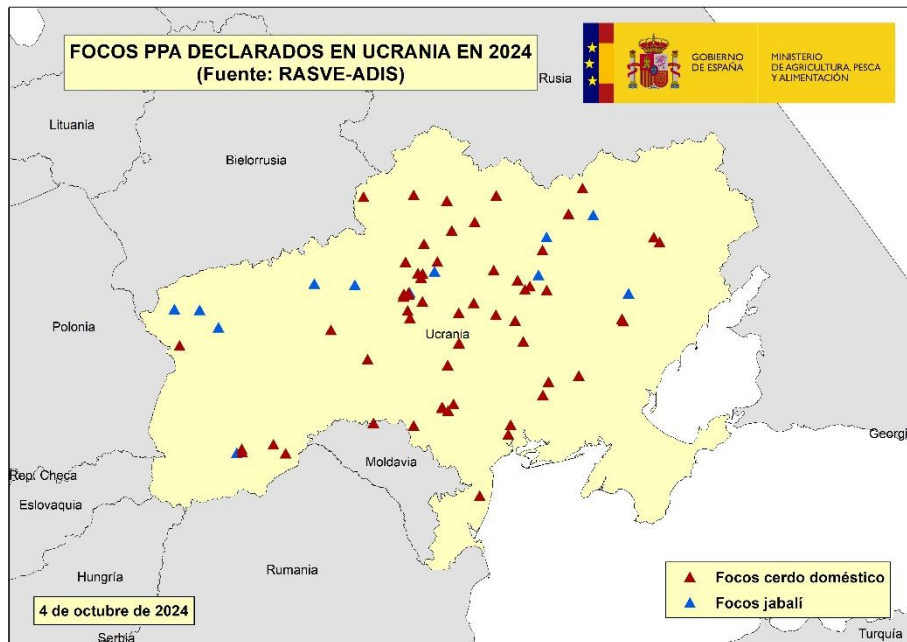 FOCOS PPA DECLARADOS EN UCRANIA EN 2024
(Fuente: RASVE-ADIS)
GOBIERNO
DE ESPAÑA
MINISTERIO
DE AGRICULTURA, PESCA
Y ALIMENTACIÓN
Rusia
Lituania
Bielorrusia
Polonia
Ucrania
Georgi
Moldavia
Rep. Checa
Eslovaquia
Hungría
Rumania
Focos cerdo doméstico
Focos jabalí
4 de octubre de 2024
Serbia
Turquía